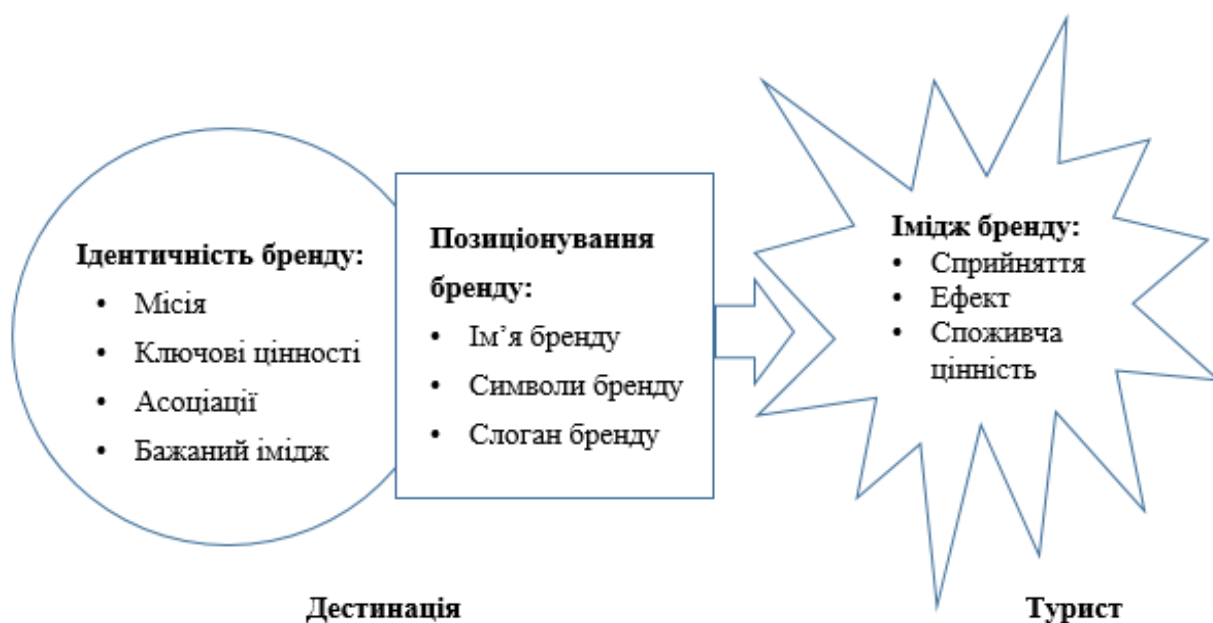 Ідентичність бренду:
• Місія
• Ключові цінності
• Асоціації
• Бажаний імідж
Позиціонування
бренду:
• Ім’я бренду
• Символи бренду
• Слоган бренду
Імідж бренду:
• Сприйняття
• Ефект
• Споживча
цінність
Дестинація
Турист